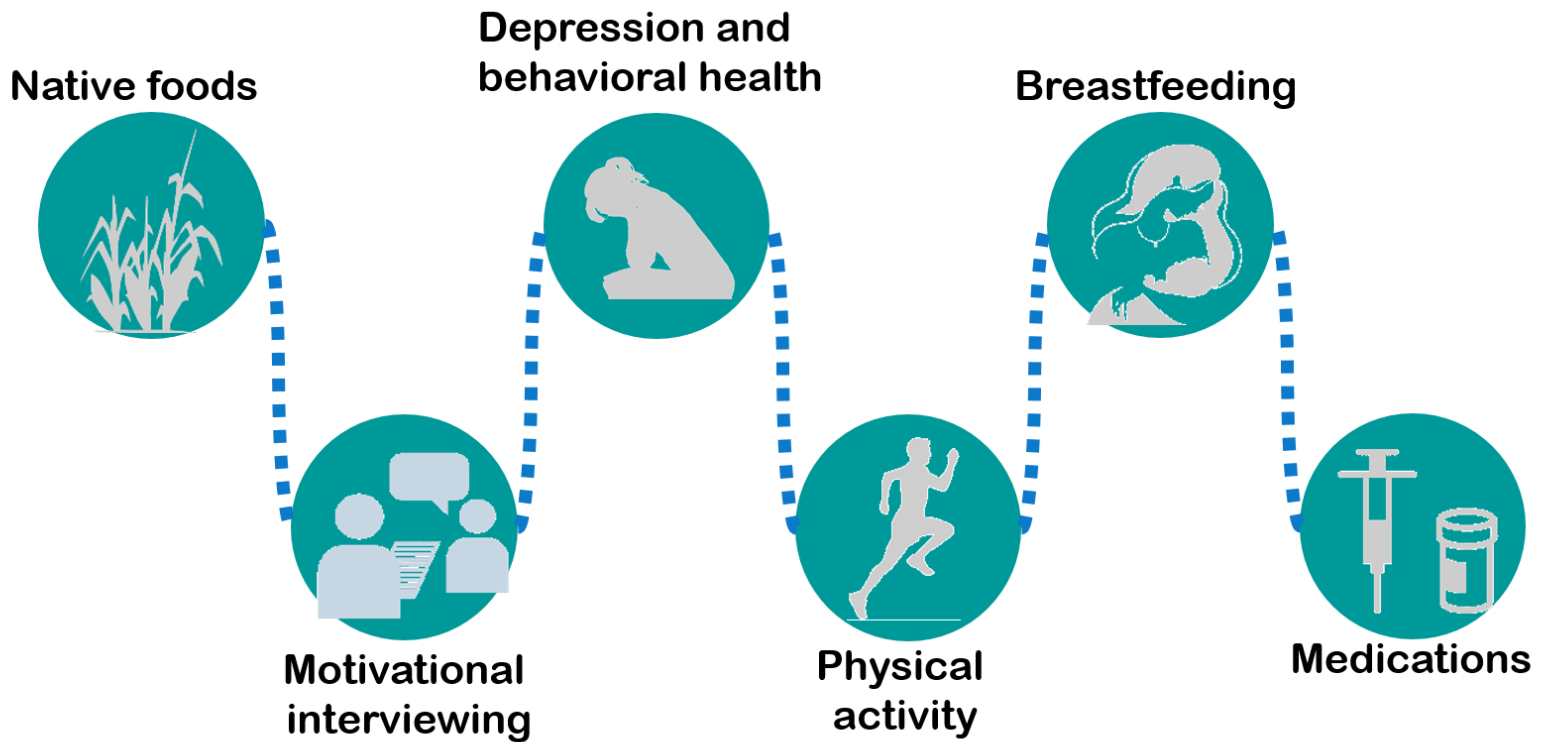 Native foods
Motivational
interviewing
Depression and
behavioral health
Physical
activity
Breastfeeding
Medications